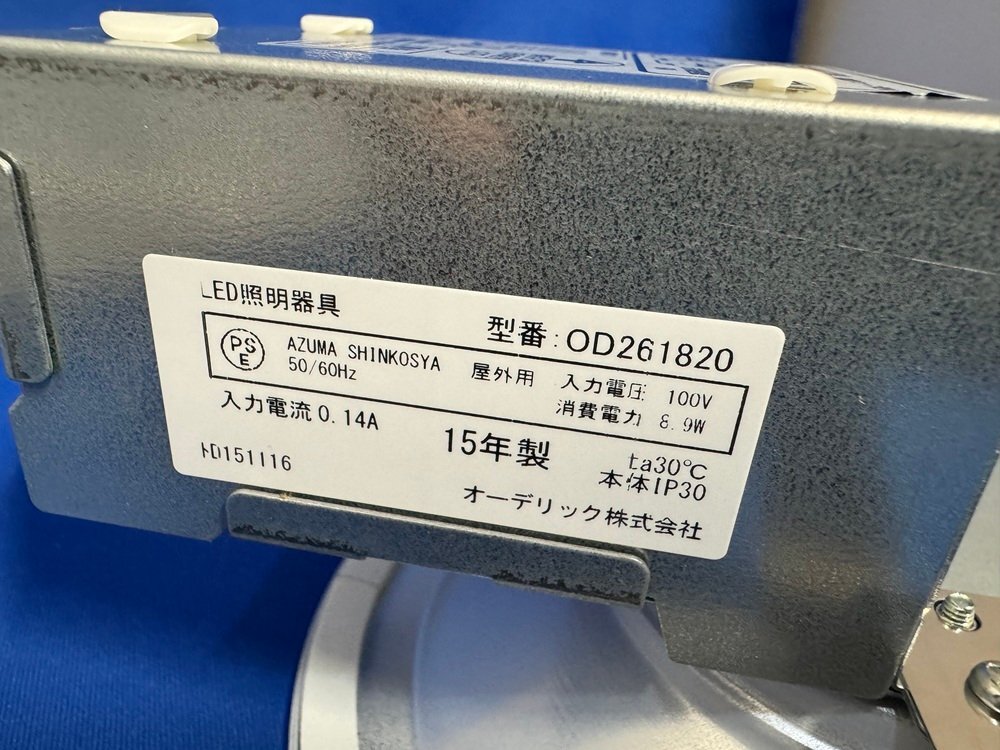 LED照明器具
型番:OD261820
PS
E
AZUMA SHINKOSYA 屋外用 入力電圧 100V
50/60Hz 消費電力 8.9W
入力電流0.14A
15年製
ta30℃
本体IP30
HD151116
オーデリック株式会社